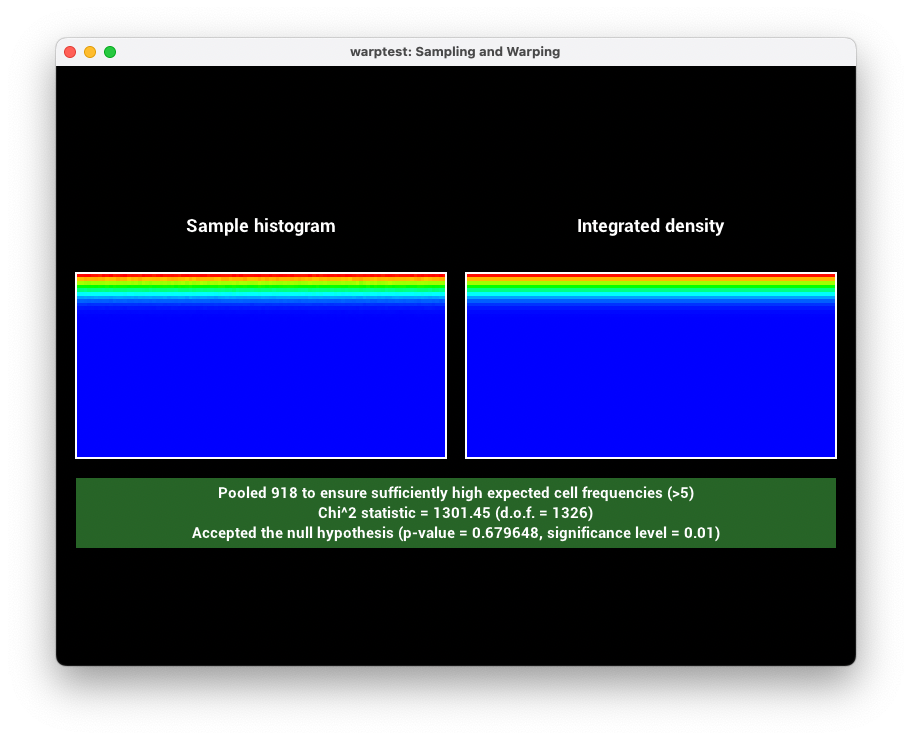 warptest: Sampling and Warping
Sample histogram
Integrated density
Pooled 918 to ensure sufficiently high expected cell frequencies (>5)
Chi^2 statistic = 1301.45 (d.o.f. = 1326)
Accepted the null hypothesis (p-value = 0.679648, significance level = 0.01)